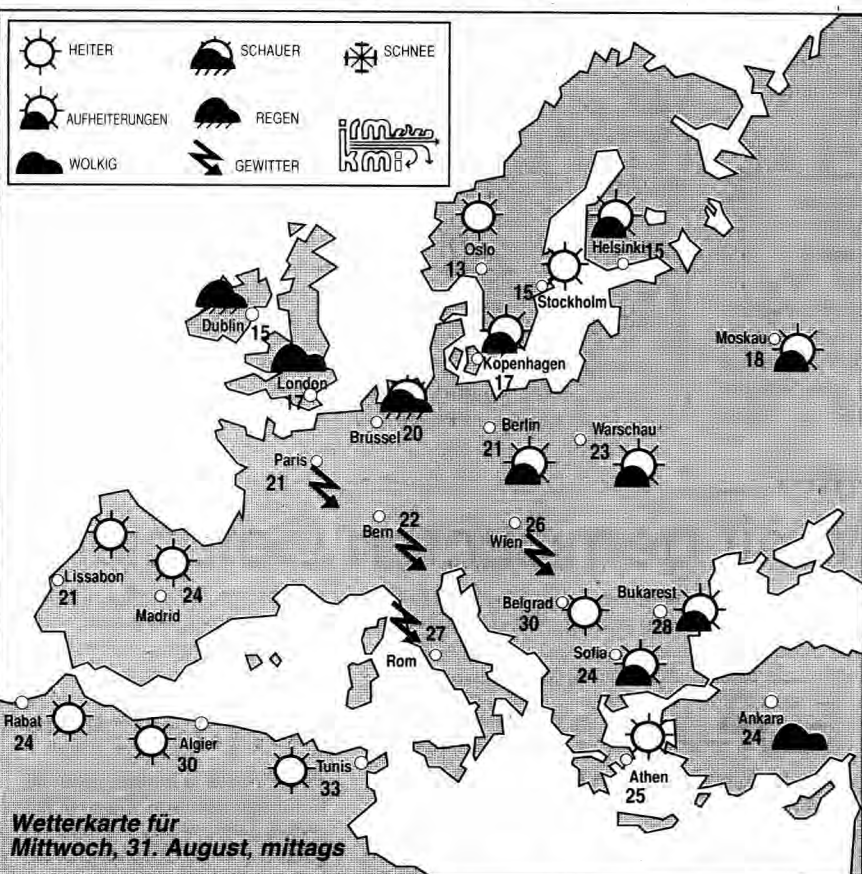 HEITER
SCHAUER
SCHNEE
AUFHEITERUNGEN
REGEN
WOLKIG
GEWITTER
irm
kmi
Oslo
13
Helsinki 15
15
Stockholm
Dublin
15
Kopenhagen
17
Moskau
18
London
17
Brüssel 20
Berlin
21
Warschau
23
Paris
21
Bern 22
26
Wien
Lissabon
21
24
Madrid
Belgrad
30
Bukarest
28
27
Rom
Sofia
24
Rabat
24
Algier
30
Tunis
33
Ankara
24
Athen
25
Wetterkarte für
Mittwoch, 31. August, mittags